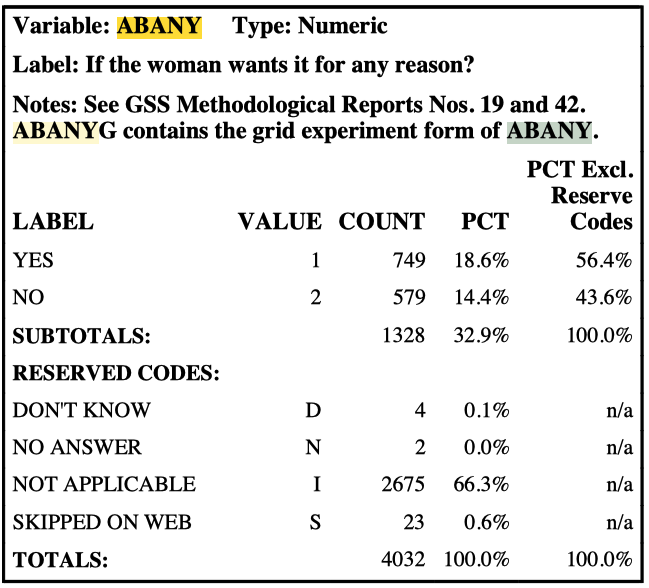 Variable: ABANY Type: Numeric
Label: If the woman wants it for any reason?
Notes: See GSS Methodological Reports Nos. 19 and 42.
ABANYG contains the grid experiment form of ABANY.
PCT Excl.
Reserve
LABEL VALUE COUNT PCT Codes
YES 1 749 18.6% 56.4%
NO 2 579 14.4% 43.6%
SUBTOTALS: 1328 32.9% 100.0%
RESERVED CODES:
DON'T KNOW D 4 0.1% n/a
NO ANSWER N 2 0.0% n/a
NOT APPLICABLE I 2675 66.3% n/a
SKIPPED ON WEB S 23 0.6% n/a
TOTALS: 4032 100.0% 100.0%